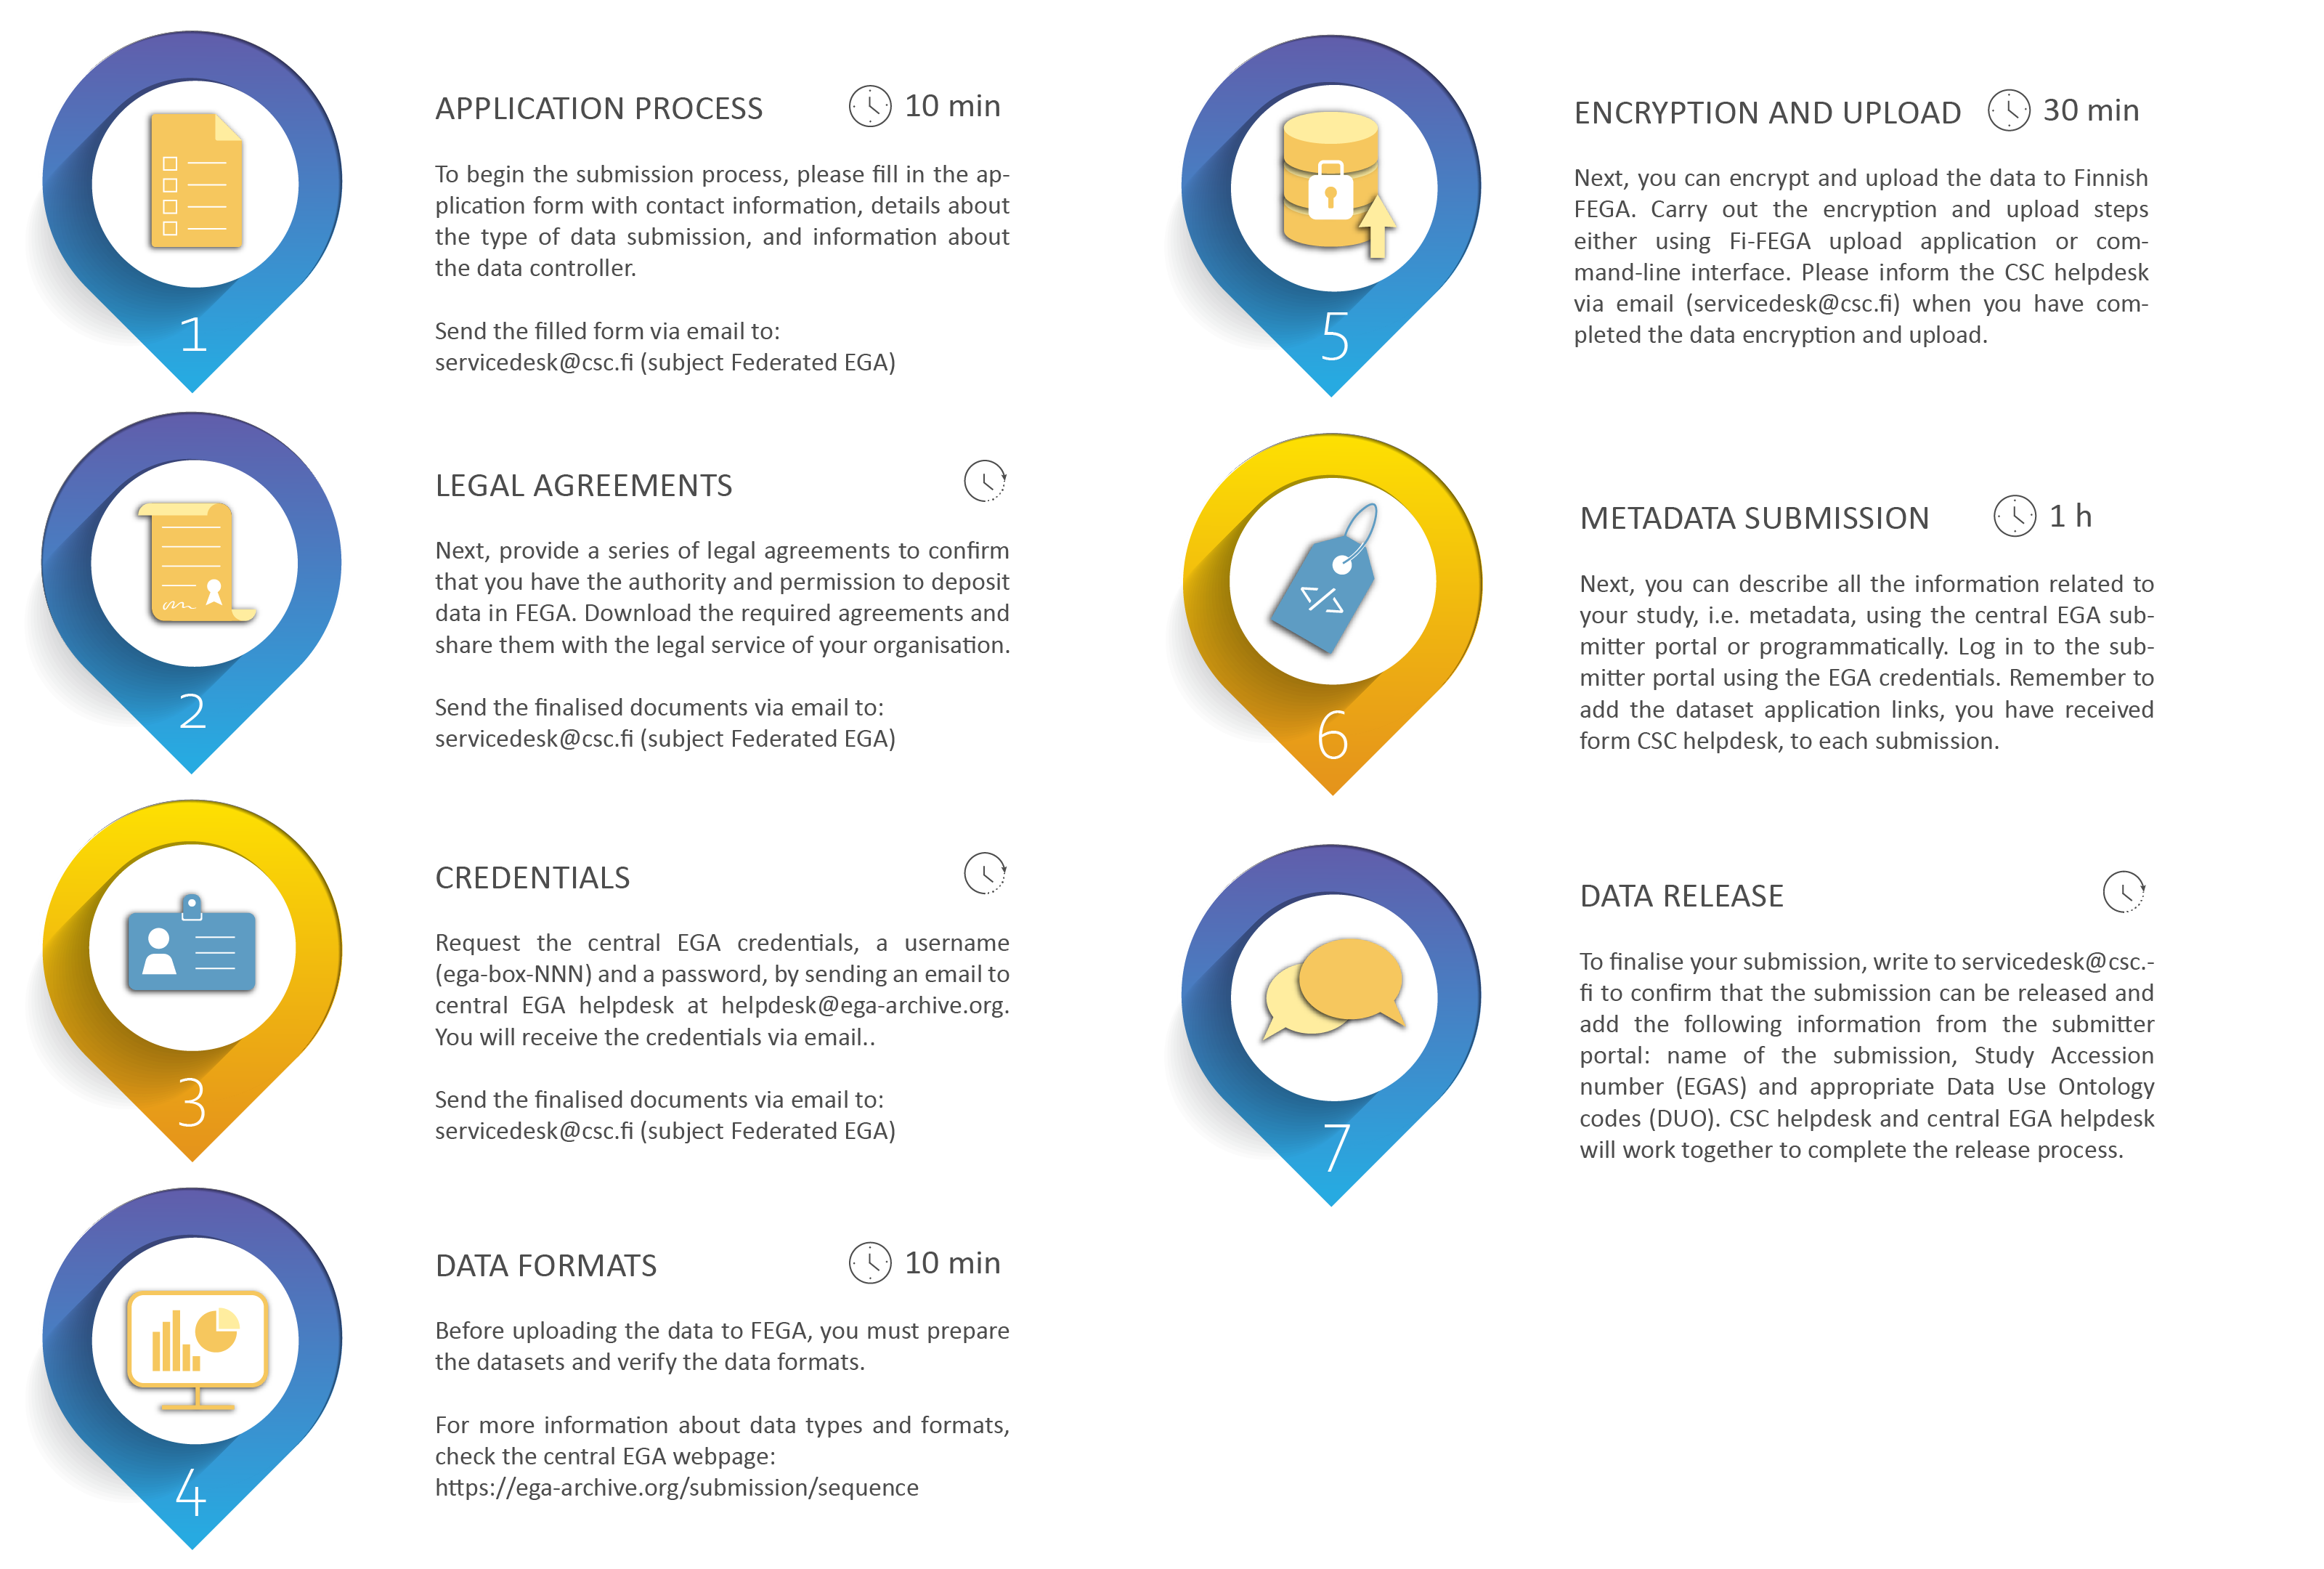 1
APPLICATION PROCESS 10 min
To begin the submission process, please fill in the ap-
plication form with contact information, details about
the type of data submission, and information about
the data controller.
Send the filled form via email to:
servicedesk@csc.fi (subject Federated EGA)
2
LEGAL AGREEMENTS
Next, provide a series of legal agreements to confirm
that you have the authority and permission to deposit
data in FEGA. Download the required agreements and
share them with the legal service of your organisation.
Send the finalised documents via email to:
servicedesk@csc.fi (subject Federated EGA)
3
CREDENTIALS
Request the central EGA credentials, a username
(ega-box-NNN) and a password, by sending an email to
central EGA helpdesk at helpdesk@ega-archive.org.
You will receive the credentials via email..
Send the finalised documents via email to:
servicedesk@csc.fi (subject Federated EGA)
4
DATA FORMATS 10 min
Before uploading the data to FEGA, you must prepare
the datasets and verify the data formats.
For more information about data types and formats,
check the central EGA webpage:
https://ega-archive.org/submission/sequence
5
ENCRYPTION AND UPLOAD 30 min
Next, you can encrypt and upload the data to Finnish
FEGA. Carry out the encryption and upload steps
either using Fi-FEGA upload application or com-
mand-line interface. Please inform the CSC helpdesk
via email (servicedesk@csc.fi) when you have com-
pleted the data encryption and upload.
6
</>
METADATA SUBMISSION 1 h
Next, you can describe all the information related to
your study, i.e. metadata, using the central EGA sub-
mitter portal or programmatically. Log in to the sub-
mitter portal using the EGA credentials. Remember to
add the dataset application links, you have received
form CSC helpdesk, to each submission.
7
DATA RELEASE
To finalise your submission, write to servicedesk@csc.-
fi to confirm that the submission can be released and
add the following information from the submitter
portal: name of the submission, Study Accession
number (EGAS) and appropriate Data Use Ontology
codes (DUO). CSC helpdesk and central EGA helpdesk
will work together to complete the release process.